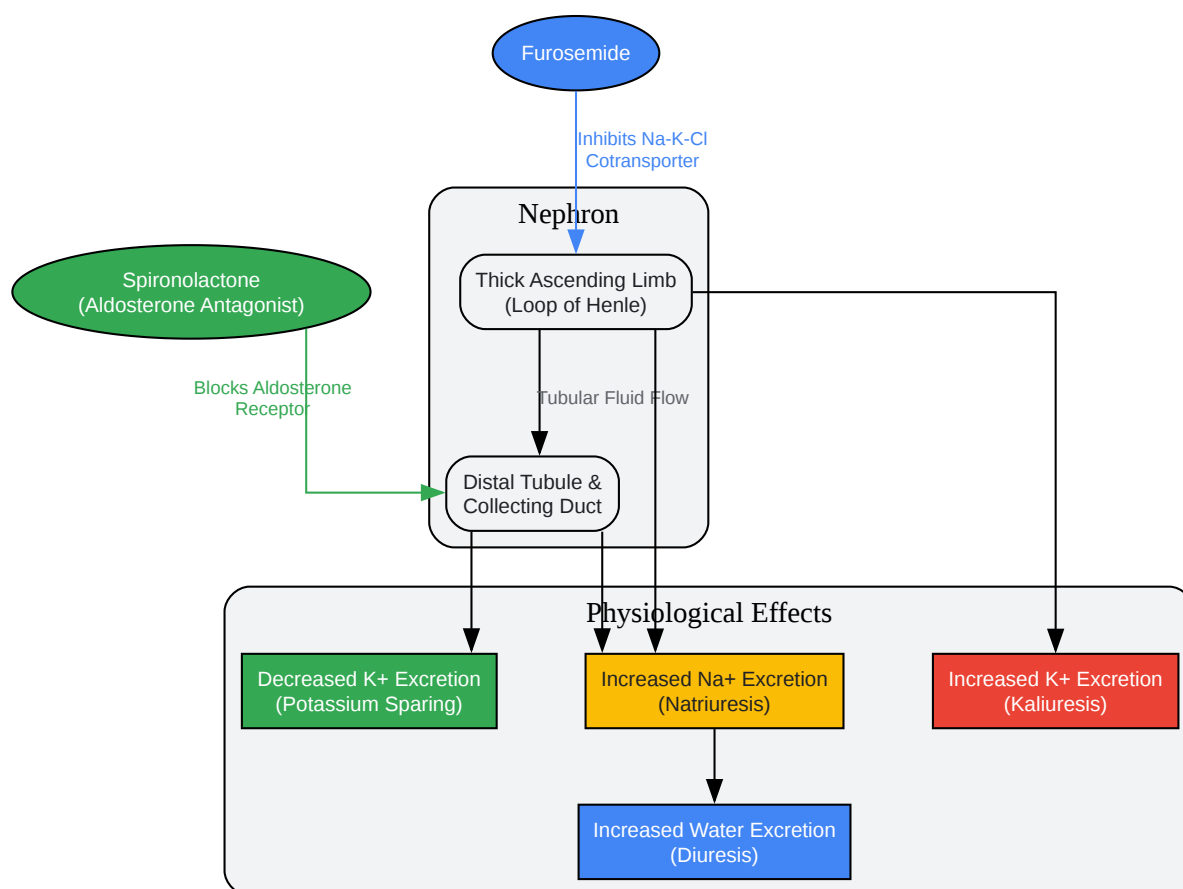 Furosemide
Inhibits Na-K-Cl
Cotransporter
Nephron
Spironolactone
(Aldosterone Antagonist)
Thick Ascending Limb
(Loop of Henle)
Blocks Aldosterone
Receptor
Tubular Fluid Flow
Distal Tubule &
Collecting Duct
Physiological Effects
Decreased K+ Excretion
(Potassium Sparing)
Increased Na+ Excretion
(Natriuresis)
Increased K+ Excretion
(Kaliuresis)
Increased Water Excretion
(Diuresis)